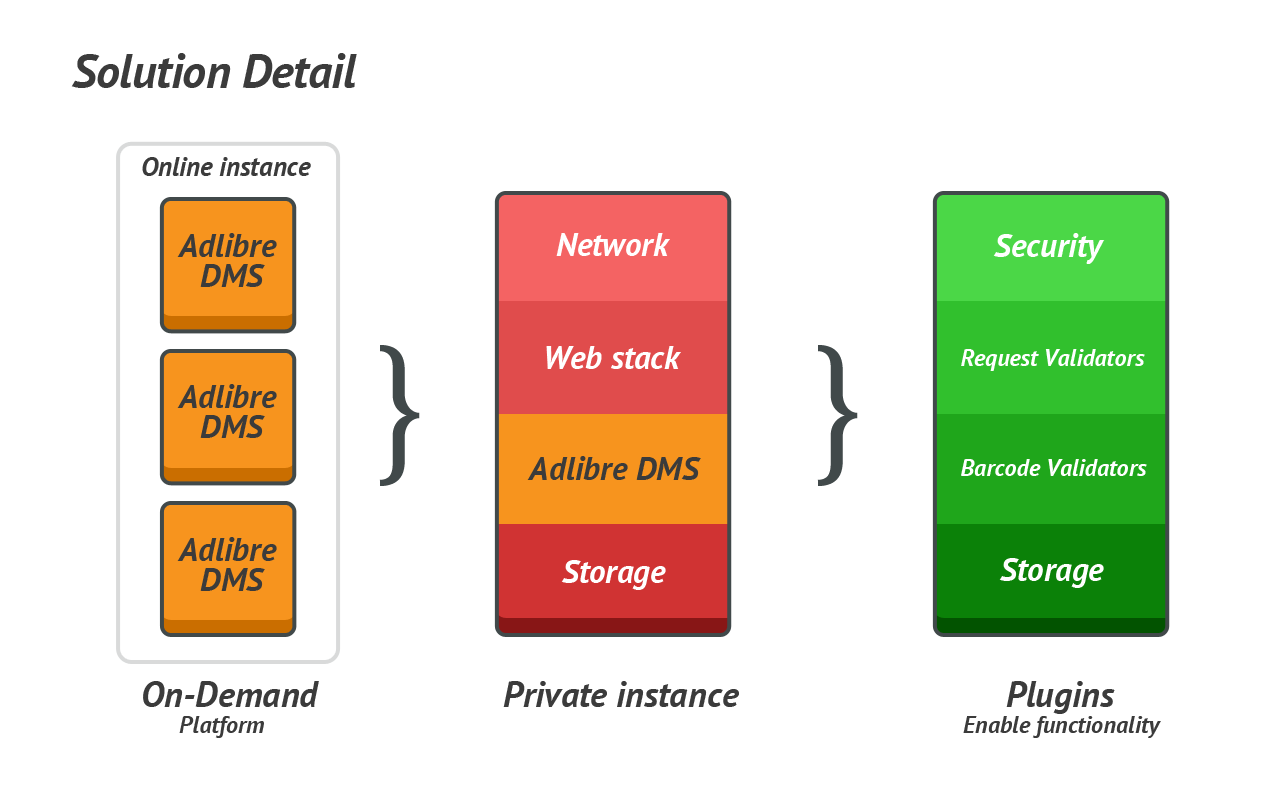 Solution Detail
Online instance
Adlibre
DMS
Adlibre
DMS
Adlibre
DMS
On-Demand
Platform
}
Network
Web stack
Adlibre DMS
Storage
Private instance
}
Security
Request Validators
Barcode Validators
Storage
Plugins
Enable functionality